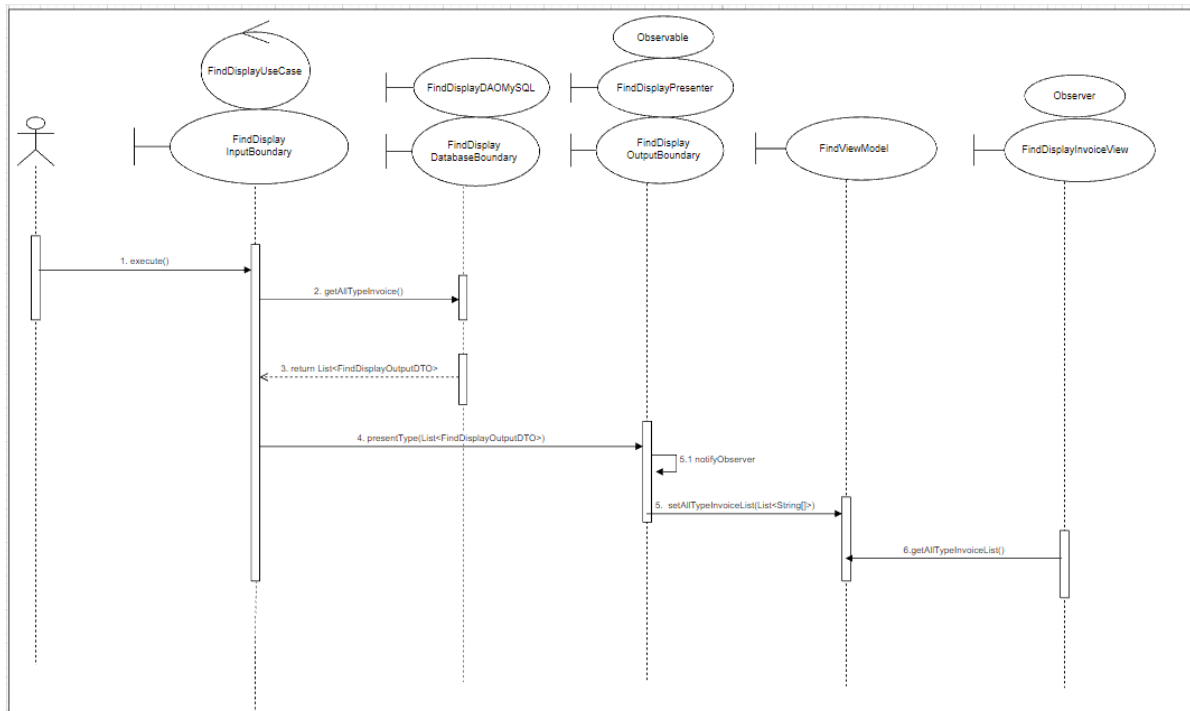 Observable
FindDisplayUseCase
FindDisplayDAOMySQL
FindDisplayPresenter
Observer
FindDisplay
InputBoundary
FindDisplay
DatabaseBoundary
FindDisplay
OutputBoundary
FindViewModel
FindDisplayInvoiceView
1. execute()
2. getAllTypeInvoice()
3. return List<FindDisplayOutputDTO>
4. presentType(List<FindDisplayOutputDTO>)
5.1 notifyObserver
5. setAllTypeInvoiceList(List<String[]>)
6.getAllTypeInvoiceList()